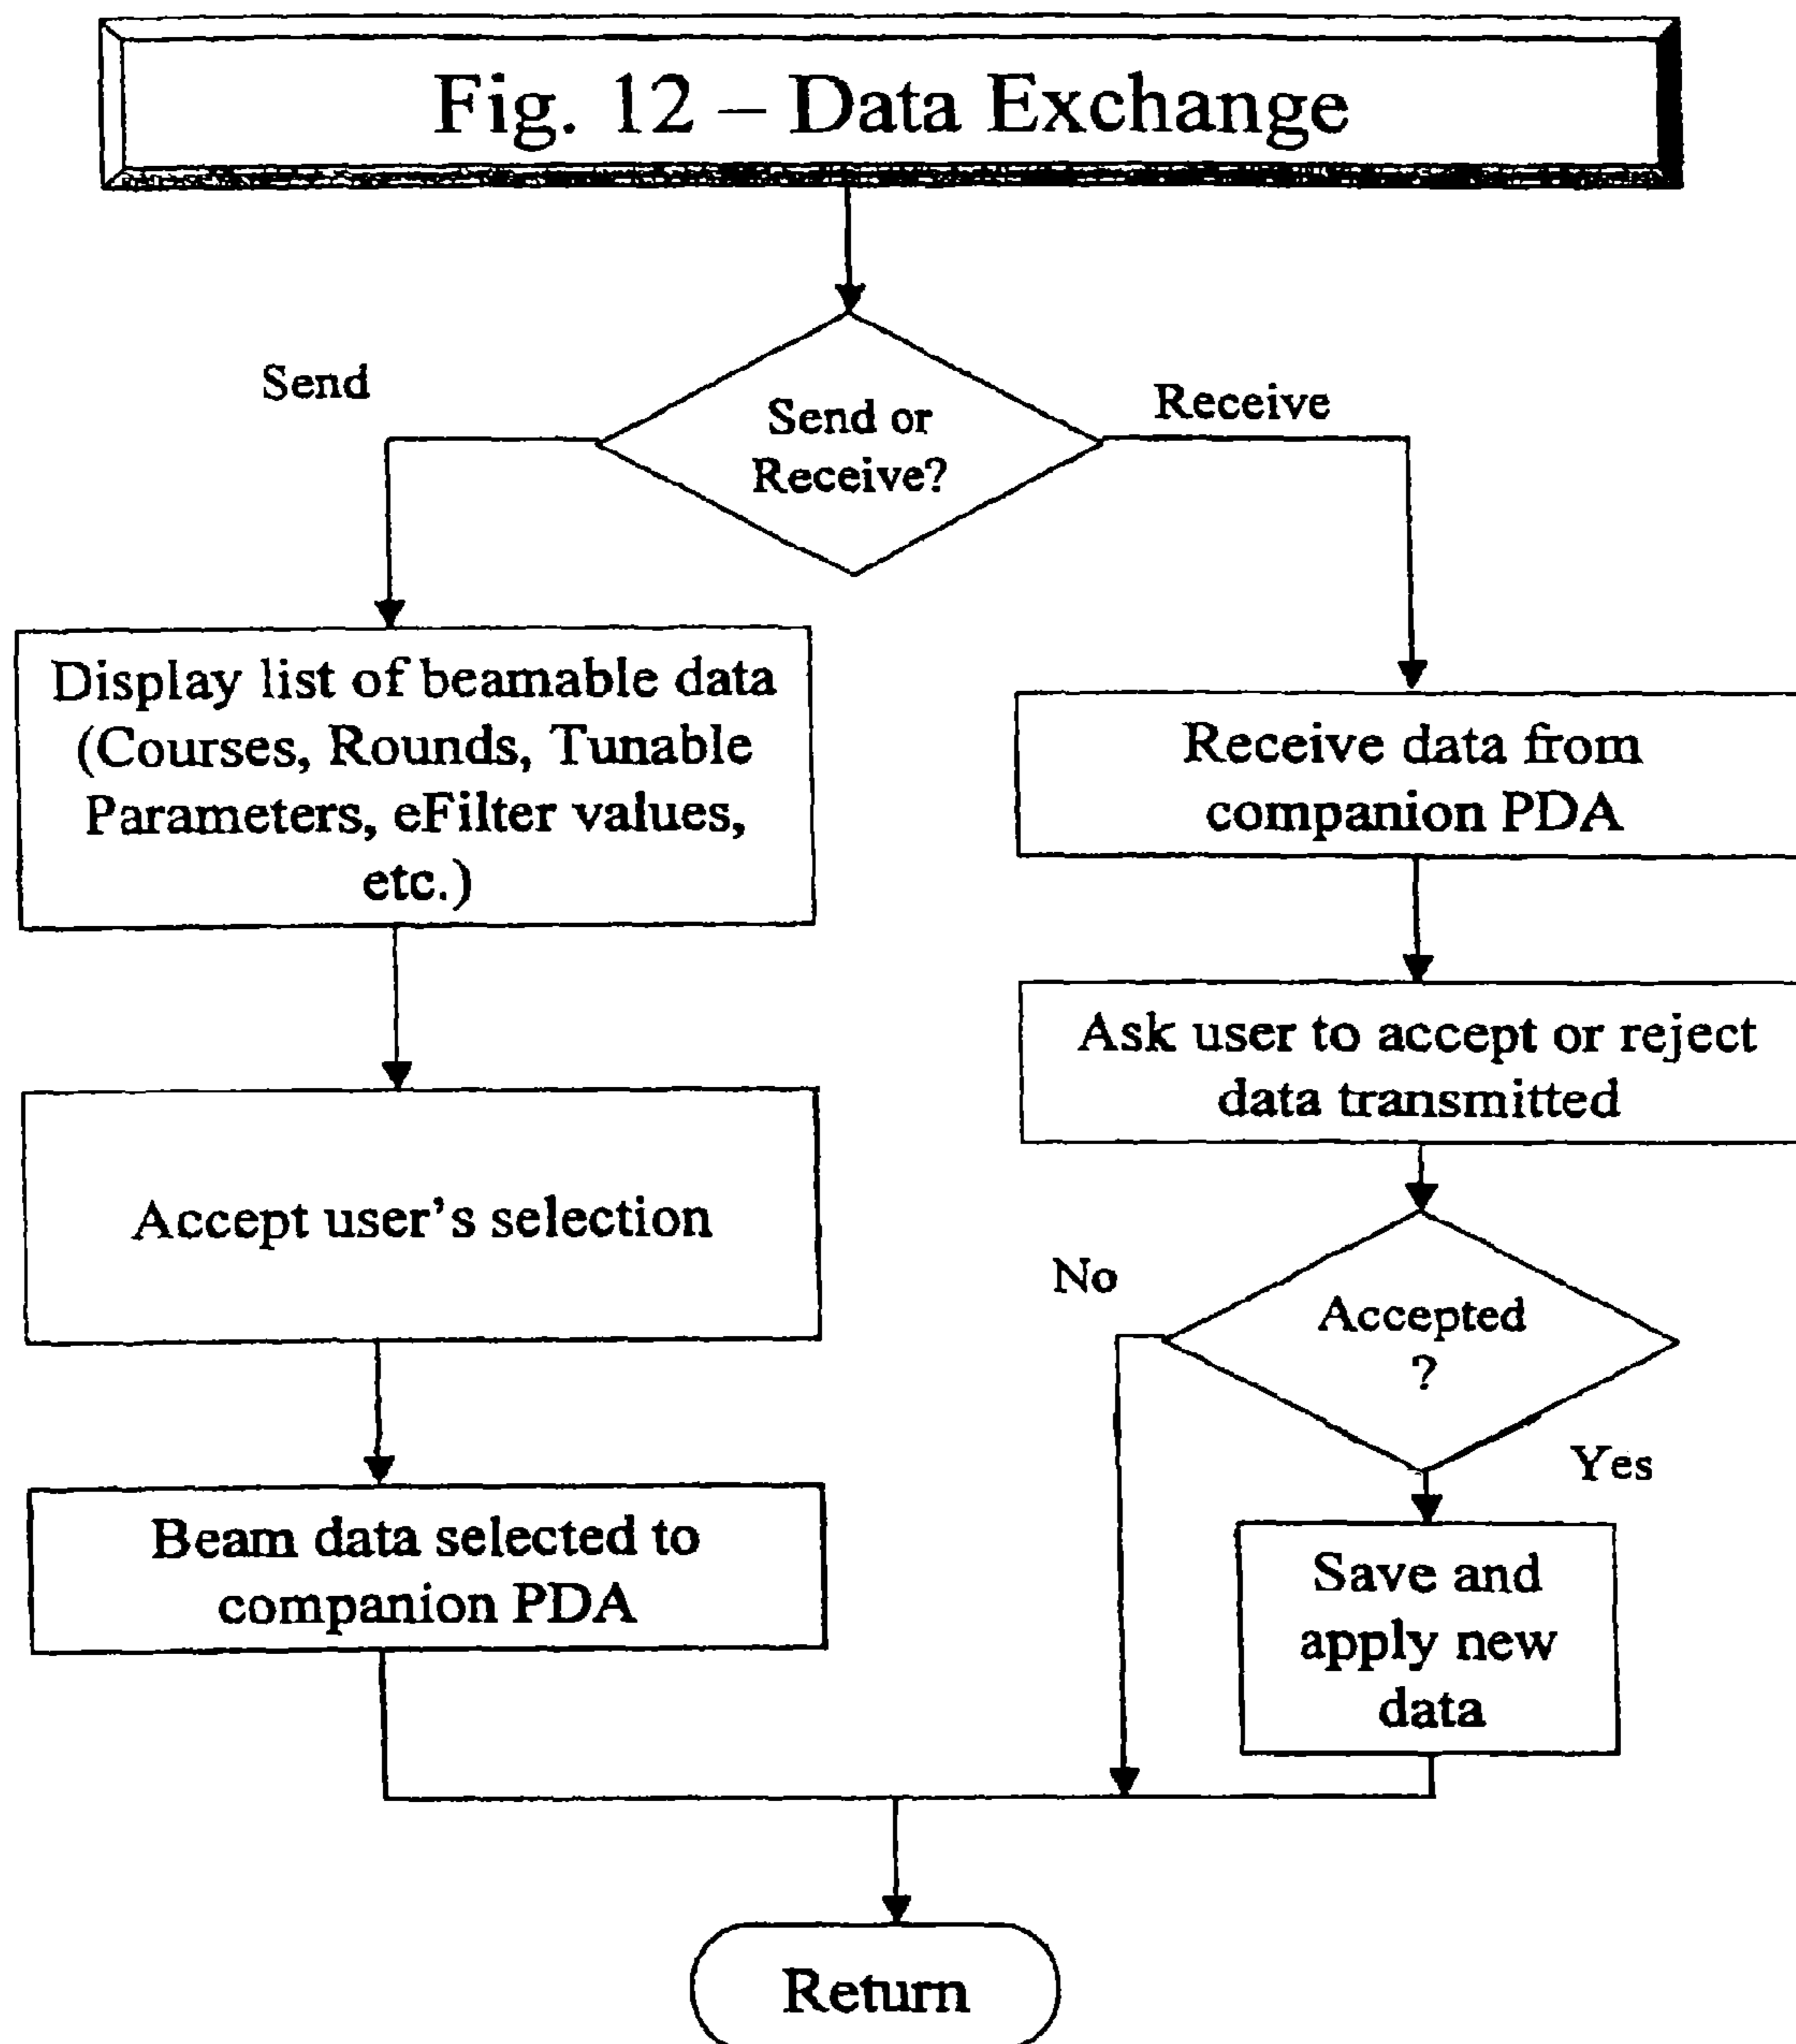 Fig. 12 – Data Exchange
Send
Send or
Receive?
Receive
Display list of beamable data
(Courses, Rounds, Tunable
Parameters, eFilter values,
etc.)
Receive data from
companion PDA
Ask user to accept or reject
data transmitted
Accept user's selection
No
Accepted
?
Yes
Beam data selected to
companion PDA
Save and
apply new
data
Return